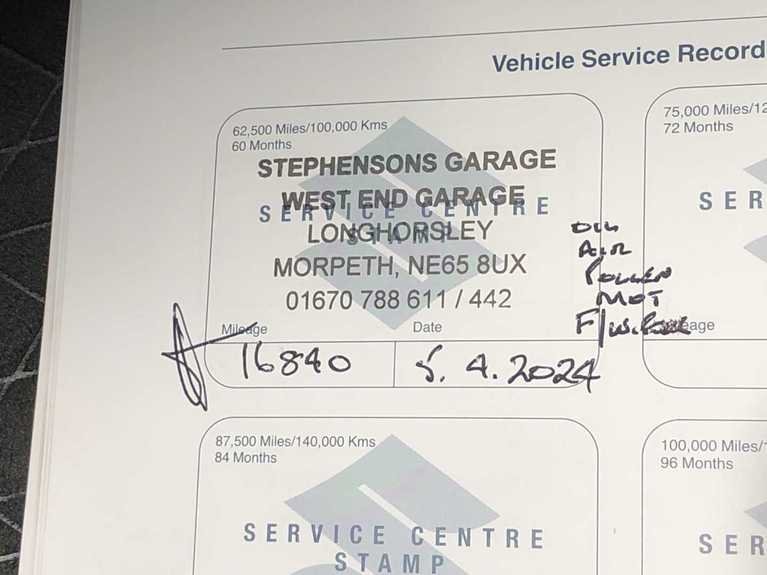 Vehicle Service Record
62,500 Miles/100,000 Kms
60 Months
STEPHENSONS GARAGE
WEST END GARAGE
SERVICE CENTRE
STAMP
LONGHORSLEY
MORPETH, NE65 8UX
01670 788 611 / 442
Mileage
Date
16840
5.4.2024
OIL
AIR
POLLEN
MOT
75,000 Miles/12
72 Months
SER
eage
87,500 Miles/140,000 Kms
84 Months
SERVICE CENTRE
STAMP
100,000 Miles/
96 Months
SER